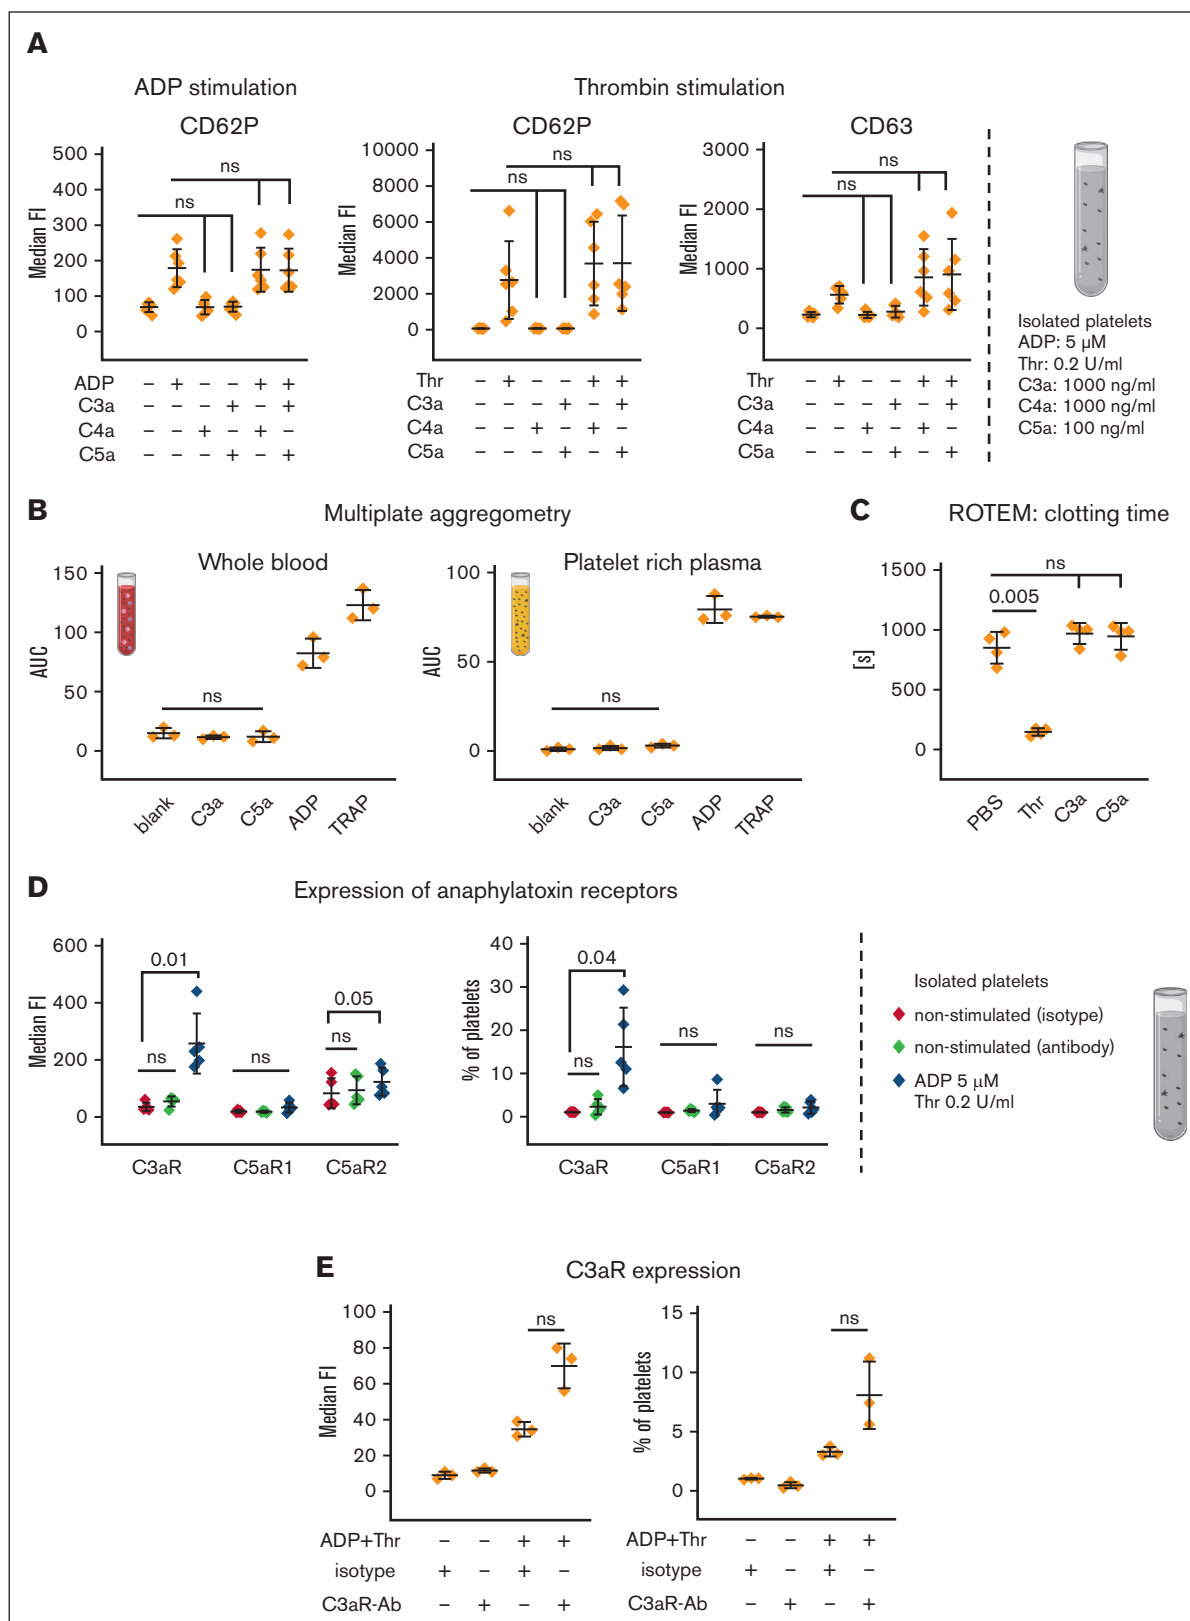 A
ADP stimulation
Thrombin stimulation
CD62P
CD62P
CD63
Median FI
500
400
300
200
100
0
ns
ns
ADP − + − − + +
C3a − − − + − +
C4a − − + − + −
C5a − − − + − +
Median FI
10000
8000
6000
4000
2000
0
ns
ns
Thr − + − − + +
C3a − − − + − +
C4a − − + − + −
C5a − − − + − +
Median FI
3000
2000
1000
0
ns
ns
Thr − + − − + +
C3a − − − + − +
C4a − − + − + −
C5a − − − + − +
Isolated platelets
ADP: 5 μM
Thr: 0.2 U/ml
C3a: 1000 ng/ml
C4a: 1000 ng/ml
C5a: 100 ng/ml
B
Multiplate aggregometry
Whole blood
AUC
150
100
50
0
ns
blank C3a C5a ADP TRAP
Platelet rich plasma
AUC
100
50
0
ns
blank C3a C5a ADP TRAP
C
ROTEM: clotting time
[s]
1500
1000
500
0
ns
0.005
PBS Thr C3a C5a
D
Expression of anaphylatoxin receptors
Median FI
600
400
200
0
0.01
ns
ns
0.05
ns
C3aR C5aR1 C5aR2
% of platelets
40
30
20
10
0
0.04
ns
ns
ns
C3aR C5aR1 C5aR2
Isolated platelets
non-stimulated (isotype)
non-stimulated (antibody)
ADP 5 μM
Thr 0.2 U/ml
E
C3aR expression
Median FI
100
80
60
40
20
0
ns
ADP+Thr − − + +
isotype + − + −
C3aR-Ab − + − +
% of platelets
15
10
5
0
ns
ADP+Thr − − + +
isotype + − + −
C3aR-Ab − + − +